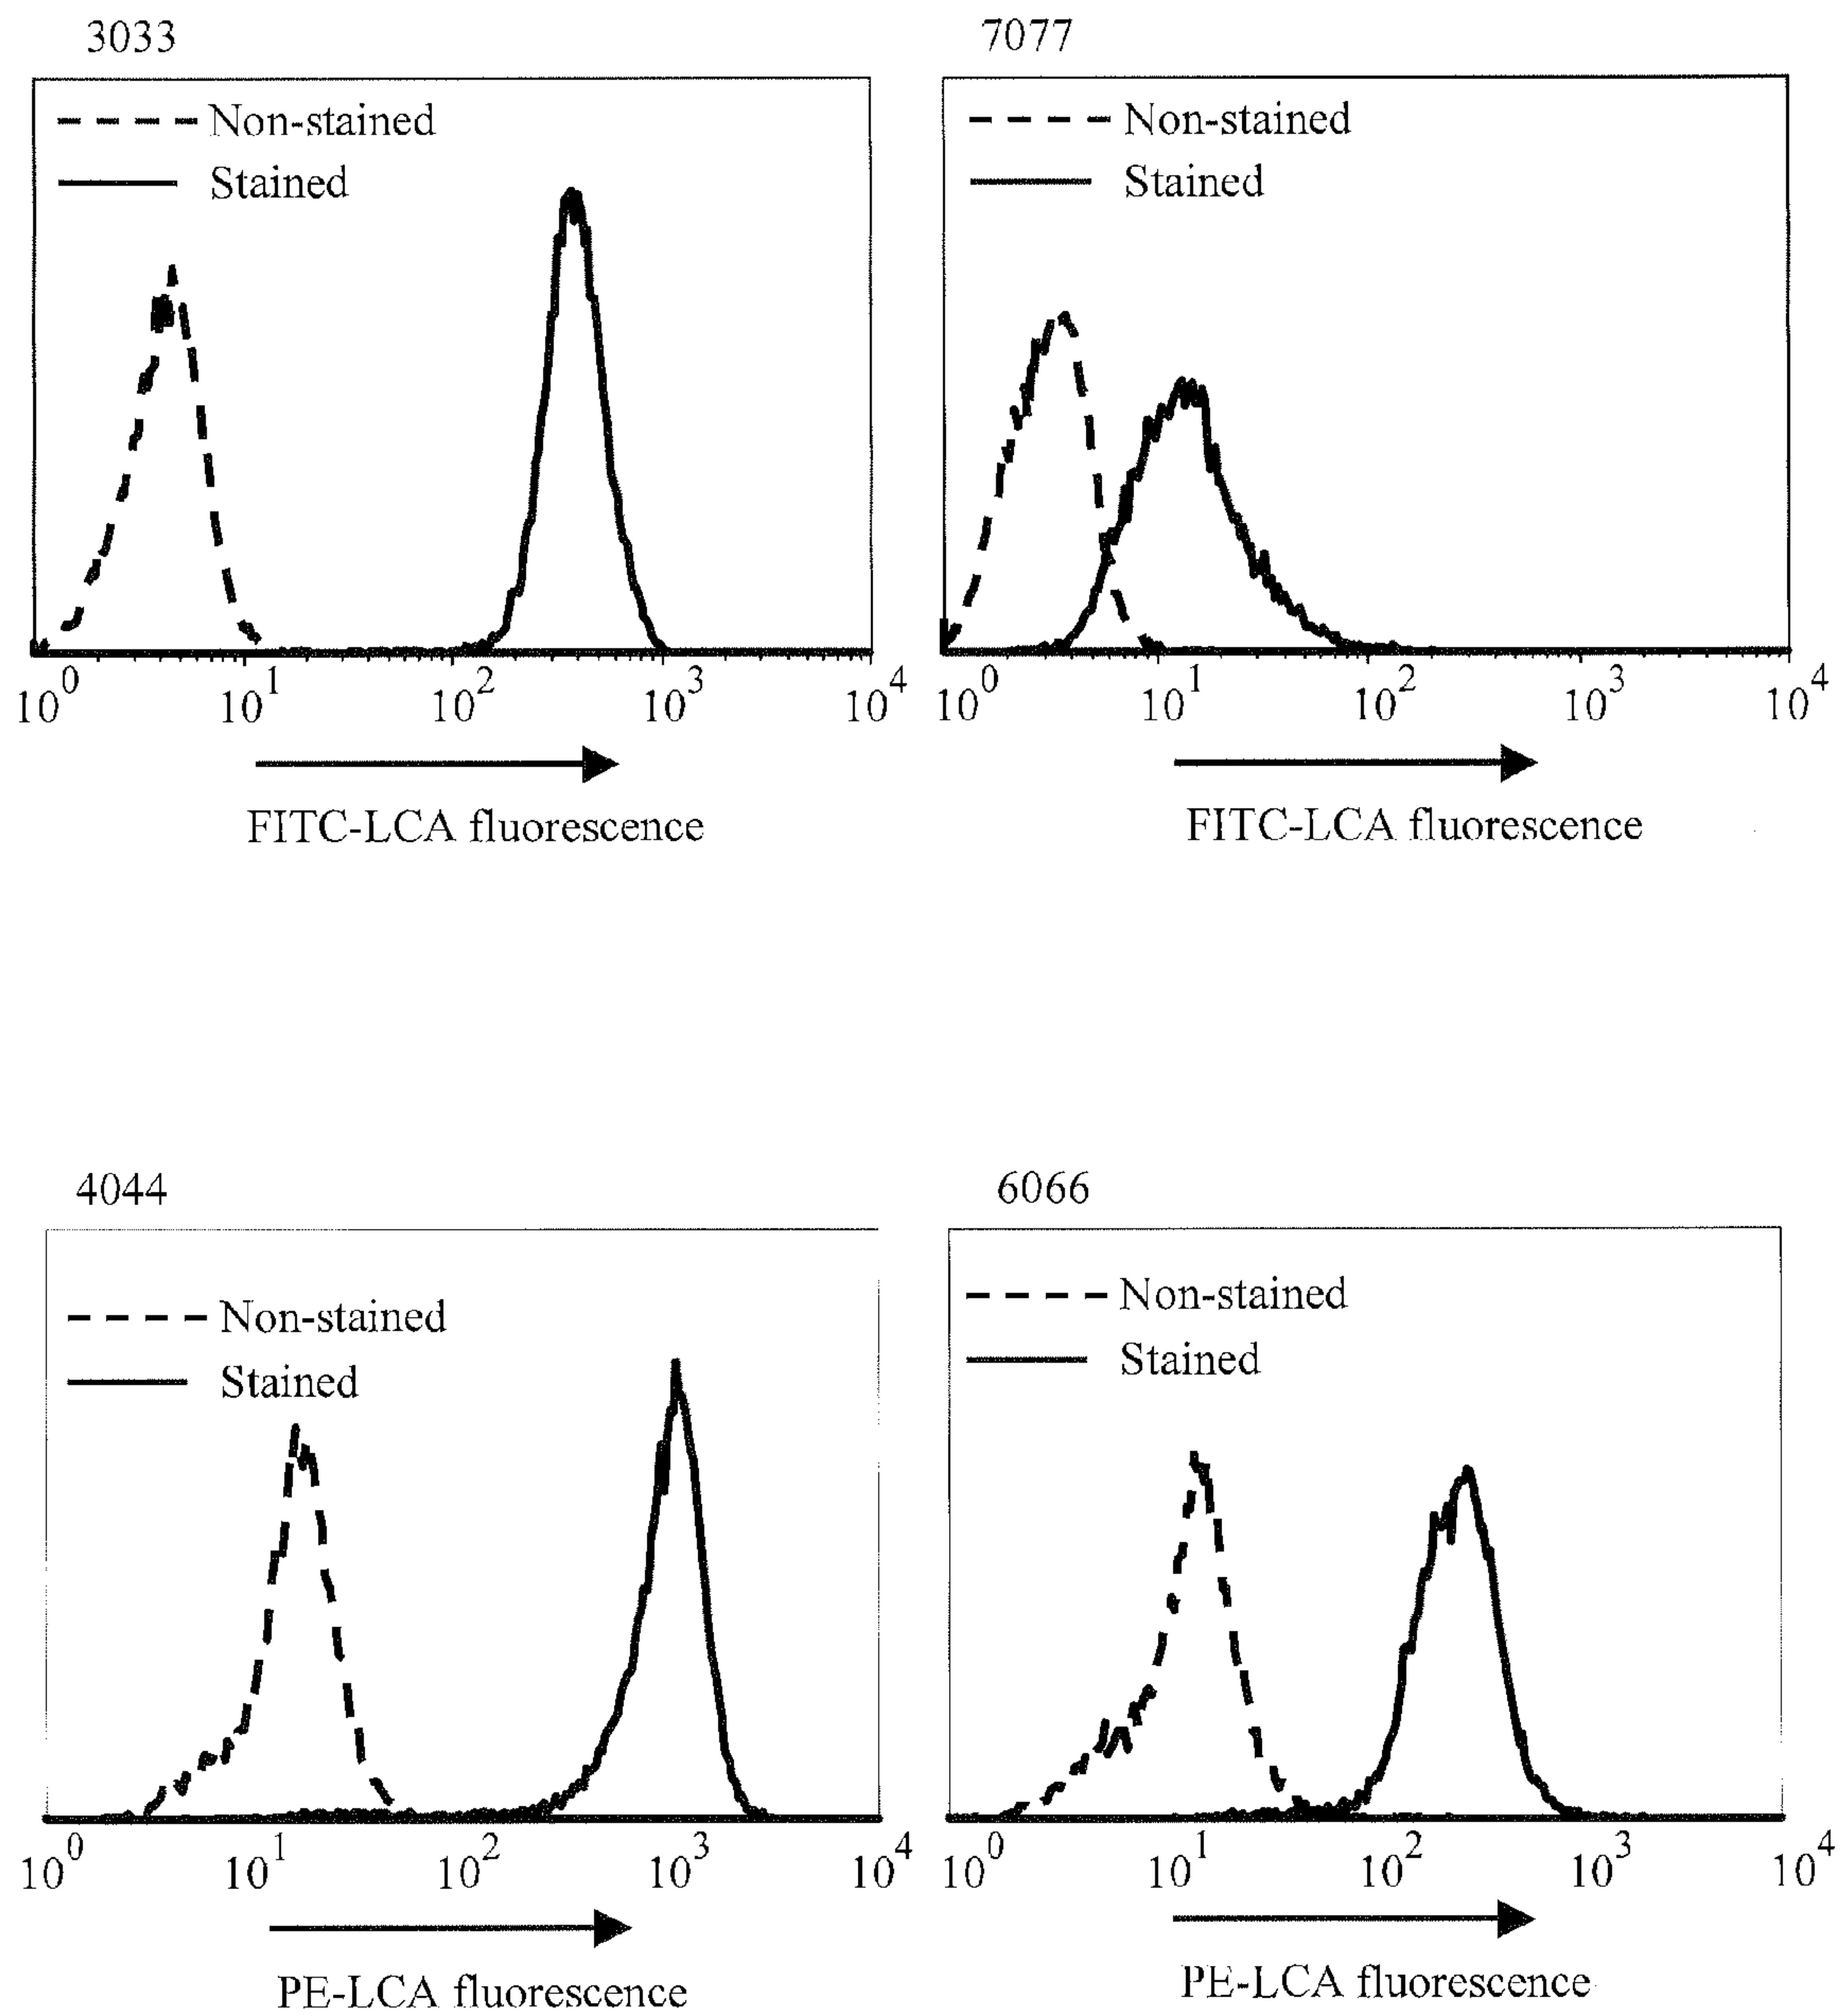 3033
Non-stained
Stained
10^0 10^1 10^2 10^3 10^4
FITC-LCA fluorescence
7077
Non-stained
Stained
10^0 10^1 10^2 10^3 10^4
FITC-LCA fluorescence
4044
Non-stained
Stained
10^0 10^1 10^2 10^3 10^4
PE-LCA fluorescence
6066
Non-stained
Stained
10^0 10^1 10^2 10^3 10^4
PE-LCA fluorescence